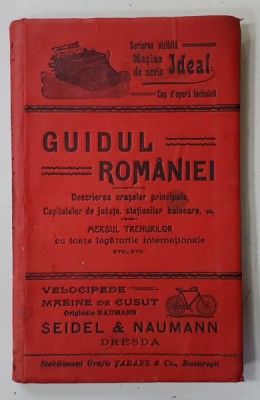 Scrierea vizibilă
Mașina de scris Ideal
Cap d'operă technică
GUIDUL
ROMÂNIEI
Descrierea orașelor principale,
Capitalelor de județe, stațiunilor balneare, etc.
MERSUL TRENURILOR
cu toate legăturile internaționale
ETC., ETC.
VELOCIPEDE
MASINE DE CUSUT
Originale NAUMANN
SEIDEL & NAUMANN
DRESDA
Stabiliment Grafic ȚĂRANU & Co., București